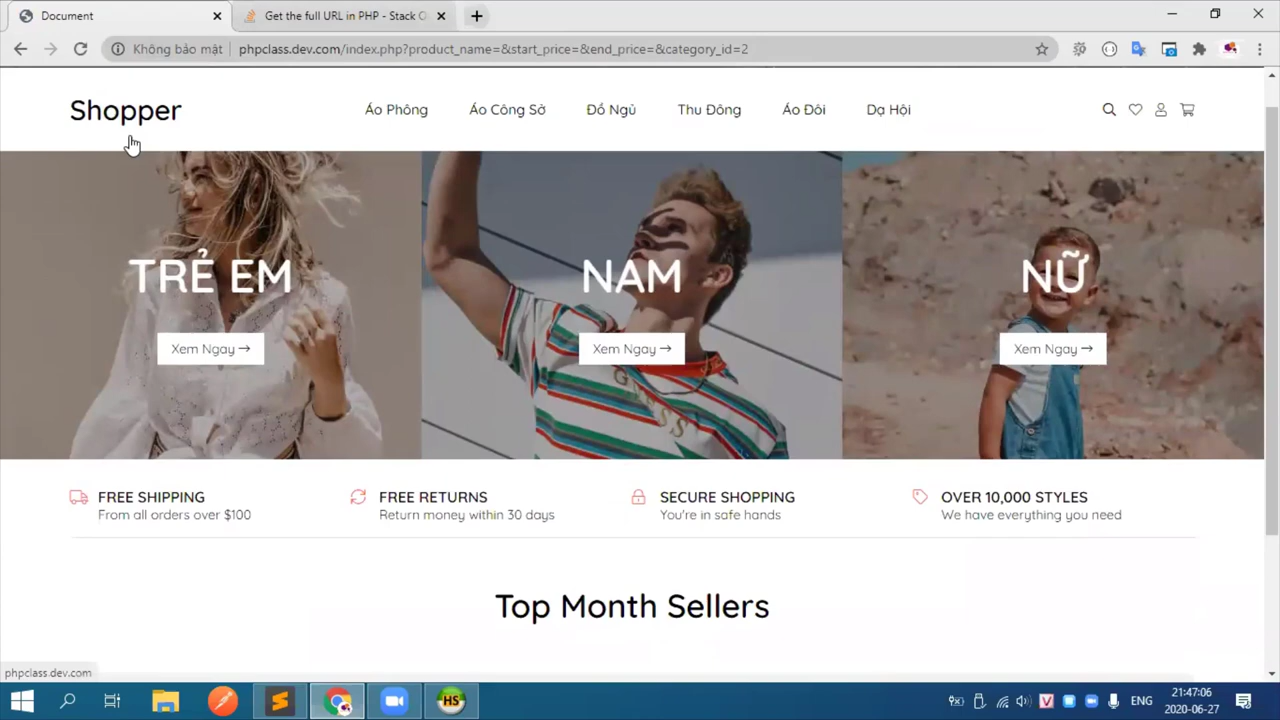 Document
Get the full URL in PHP - Stack O
Không bảo mật
phpclass.dev.com/index.php?product_name=&start_price=&end_price=&category_id=2
Shopper
Áo Phông
Áo Công Sở
Đồ Ngủ
Thu Đông
Áo Đôi
Dạ Hội
TRẺ EM
NAM
NỮ
Xem Ngay →
Xem Ngay →
Xem Ngay →
GUESS
FREE SHIPPING
From all orders over $100
FREE RETURNS
Return money within 30 days
SECURE SHOPPING
You're in safe hands
OVER 10,000 STYLES
We have everything you need
Top Month Sellers
phpclass.dev.com
HS
V
ENG
21:47:06
2020-06-27